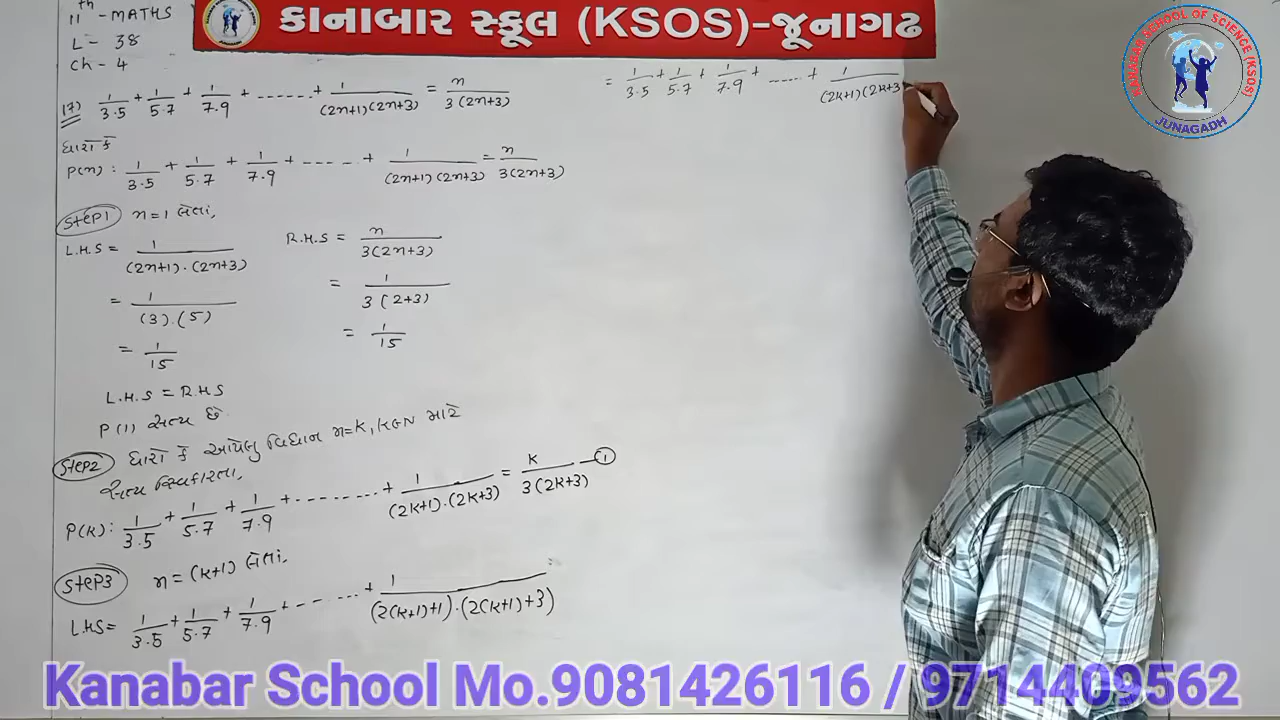 11th - MATHS
L - 38
Ch - 4
કાનાબાર સ્કૂલ (KSOS)-જૂનાગઢ
KANABAR SCHOOL OF SCIENCE (KSOS)
JUNAGADH
(17) 1/3·5 + 1/5·7 + 1/7·9 + ....... + 1/(2n+1)(2n+3) = n/3(2n+3)
ધારો કે
P(n): 1/3·5 + 1/5·7 + 1/7·9 + ------ + 1/(2n+1)(2n+3) = n/3(2n+3)
Step1 n=1 લેતાં,
L.H.S = 1/(2n+1)·(2n+3) R.H.S = n/3(2n+3)
= 1/(3)·(5) = 1/3(2+3)
= 1/15 = 1/15
L.H.S = R.H.S
P(1) સત્ય છે.
Step2 ધારો કે આપેલું વિધાન n=K, K∈N માટે
સત્ય સ્વિકારતા,
P(K): 1/3·5 + 1/5·7 + 1/7·9 + --------- + 1/(2K+1)·(2K+3) = K/3(2K+3) — ①
Step3 n = (K+1) લેતાં,
L.H.S = 1/3·5 + 1/5·7 + 1/7·9 + ------- + 1/(2(K+1)+1)·(2(K+1)+3)
= 1/3·5 + 1/5·7 + 1/7·9 + ...... + 1/(2K+1)(2K+3
Kanabar School Mo.9081426116 / 9714409562